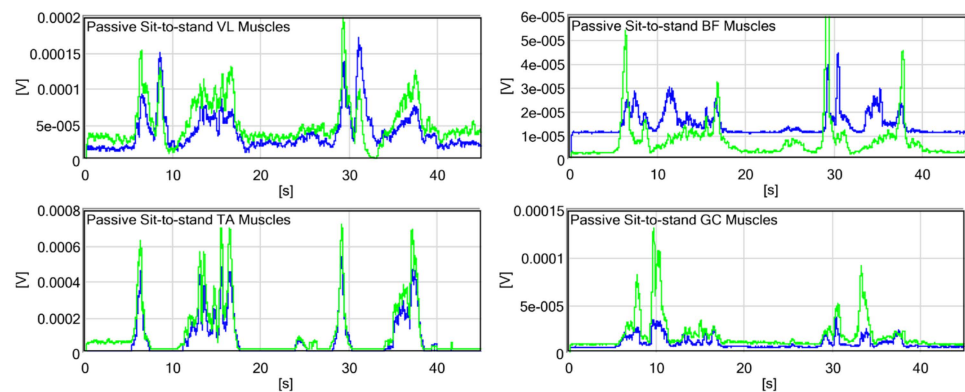 Passive Sit-to-stand VL Muscles
0.0002
0.00015
0.0001
5e-005
0
[V]
0 10 20 30 40
[s]
Passive Sit-to-stand BF Muscles
6e-005
5e-005
4e-005
3e-005
2e-005
1e-005
0
[V]
0 10 20 30 40
[s]
Passive Sit-to-stand TA Muscles
0.0008
0.0006
0.0004
0.0002
0
[V]
0 10 20 30 40
[s]
Passive Sit-to-stand GC Muscles
0.00015
0.0001
5e-005
0
[V]
0 10 20 30 40
[s]